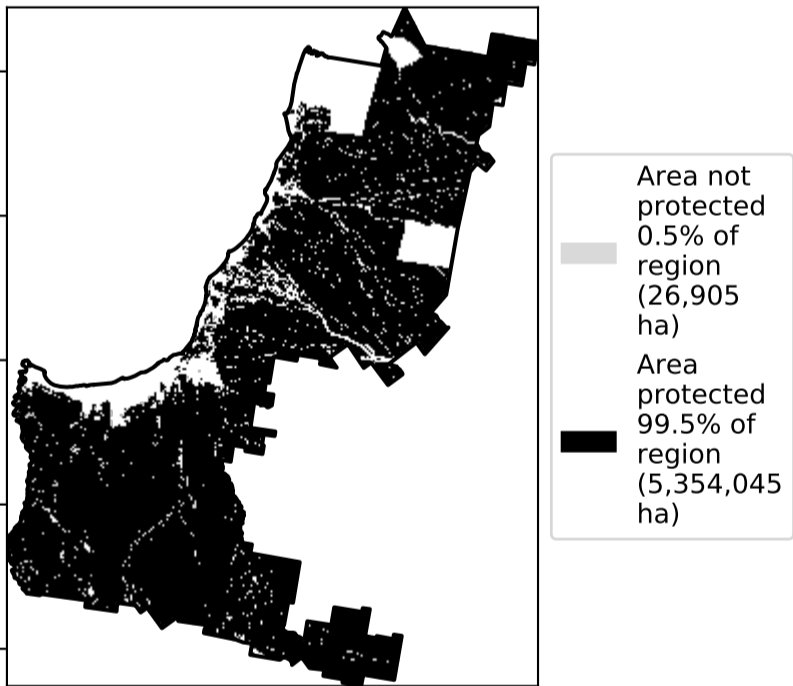 Area not
protected
0.5% of
region
(26,905
ha)
Area
protected
99.5% of
region
(5,354,045
ha)